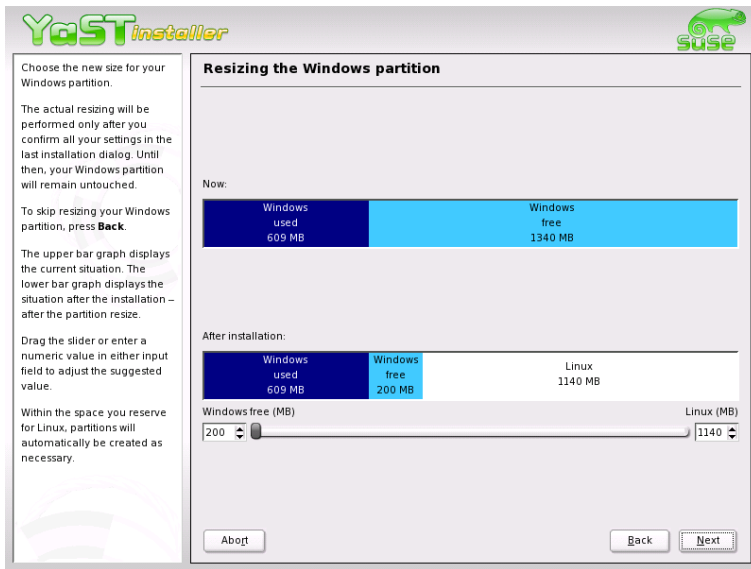 YaST installer
suse
Choose the new size for your
Windows partition.
The actual resizing will be
performed only after you
confirm all your settings in the
last installation dialog. Until
then, your Windows partition
will remain untouched.
To skip resizing your Windows
partition, press Back.
The upper bar graph displays
the current situation. The
lower bar graph displays the
situation after the installation –
after the partition resize.
Drag the slider or enter a
numeric value in either input
field to adjust the suggested
value.
Within the space you reserve
for Linux, partitions will
automatically be created as
necessary.
Resizing the Windows partition
Now:
Windows
used
609 MB
Windows
free
1340 MB
After installation:
Windows
used
609 MB
Windows
free
200 MB
Linux
1140 MB
Windows free (MB)
Linux (MB)
200
1140
Abort
Back
Next